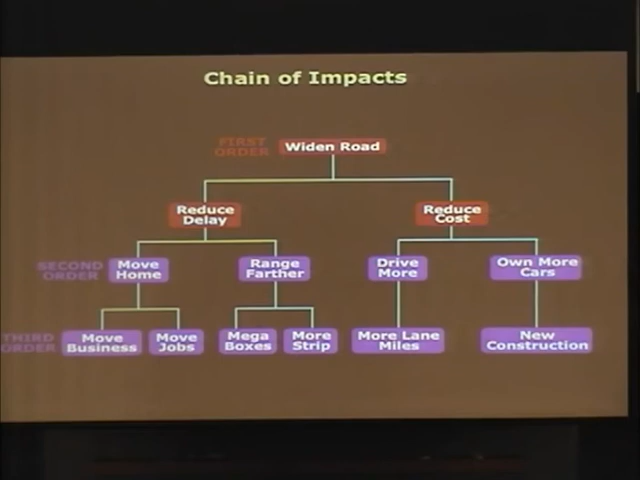 Chain of Impacts
FIRST
ORDER
Widen Road
Reduce
Delay
Reduce
Cost
SECOND
ORDER
Move
Home
Range
Farther
Drive
More
Own More
Cars
THIRD
ORDER
Move
Business
Move
Jobs
Mega
Boxes
More
Strip
More Lane
Miles
New
Construction